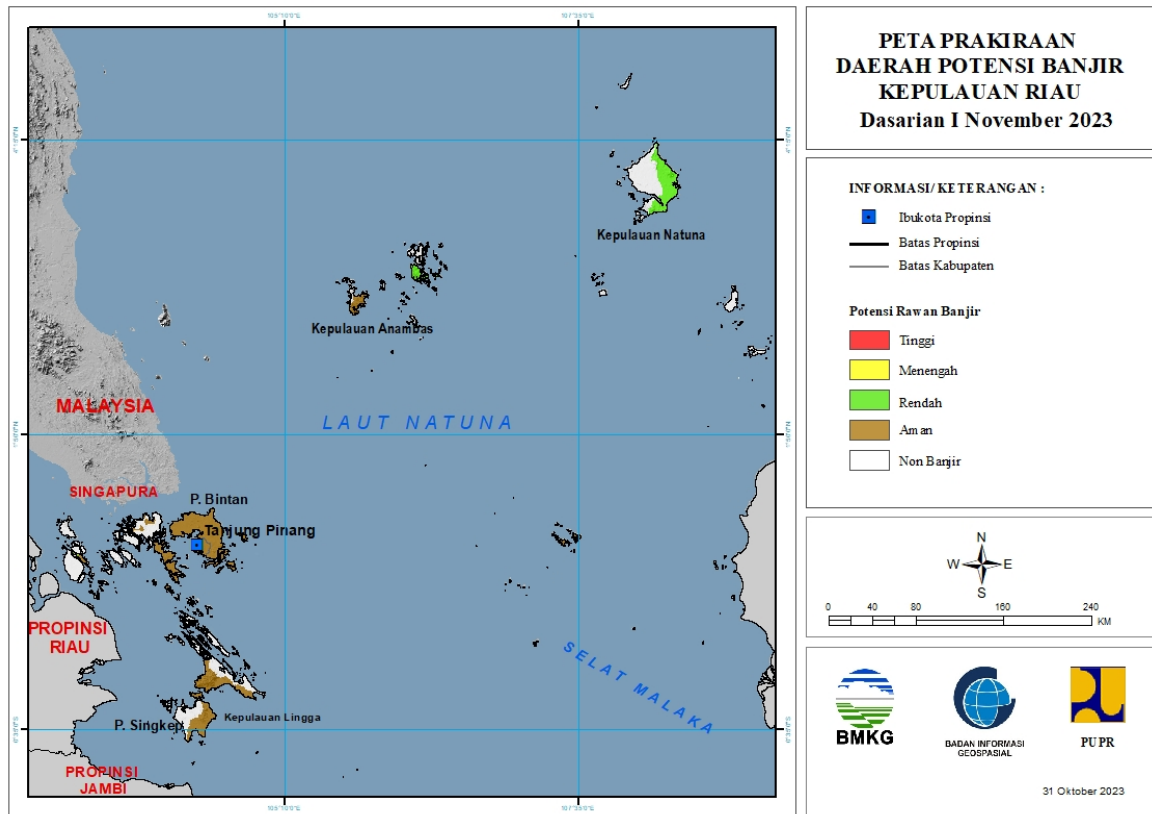 PETA PRAKIRAAN
DAERAH POTENSI BANJIR
KEPULAUAN RIAU
Dasarian I November 2023
INFORMASI/ KETERANGAN :
Ibukota Propinsi
Batas Propinsi
Batas Kabupaten
Potensi Rawan Banjir
Tinggi
Menengah
Rendah
Aman
Non Banjir
N
W E
S
0 40 80 160 240
KM
BMKG
BADAN INFORMASI
GEOSPASIAL
PUPR
31 Oktober 2023
Kepulauan Natuna
Kepulauan Anambas
MALAYSIA
LAUT NATUNA
SINGAPURA
P. Bintan
Tanjung Pinang
PROPINSI
RIAU
SELAT MALAKA
Kepulauan Lingga
P. Singkep
PROPINSI
JAMBI